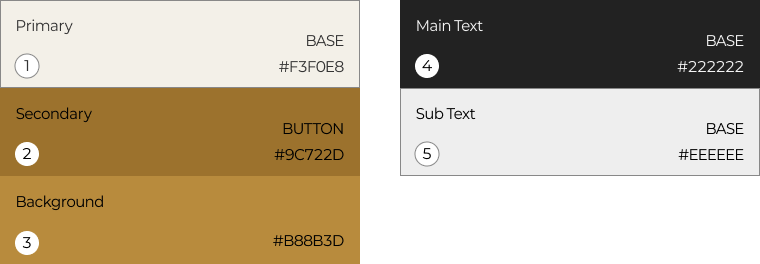 Primary
BASE
1
#F3F0E8
Secondary
BUTTON
2
#9C722D
Background
3
#B88B3D
Main Text
BASE
4
#222222
Sub Text
BASE
5
#EEEEEE